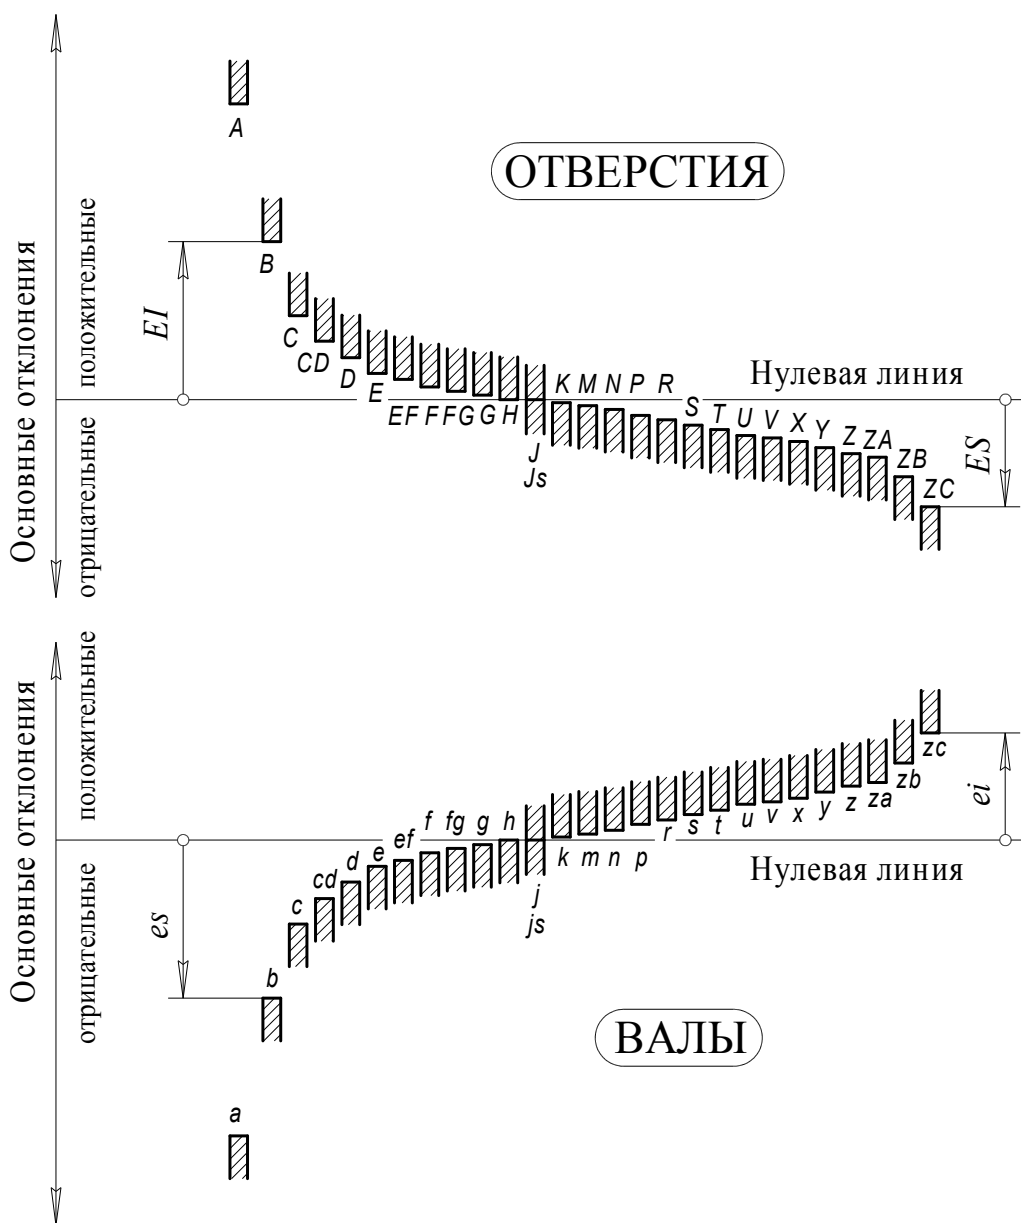 A
ОТВЕРСТИЯ
Основные отклонения
положительные
отрицательные
EI
B
C
CD
D
E
EF F FG G H
J
Js
K M N P R
S T U V X Y Z ZA
ZB
ZC
Нулевая линия
ES
Основные отклонения
положительные
отрицательные
es
a
b
c
cd
d
e
ef
f fg g h
j
js
k m n p
r s t u v x y z za
zb
zc
ei
Нулевая линия
ВАЛЫ